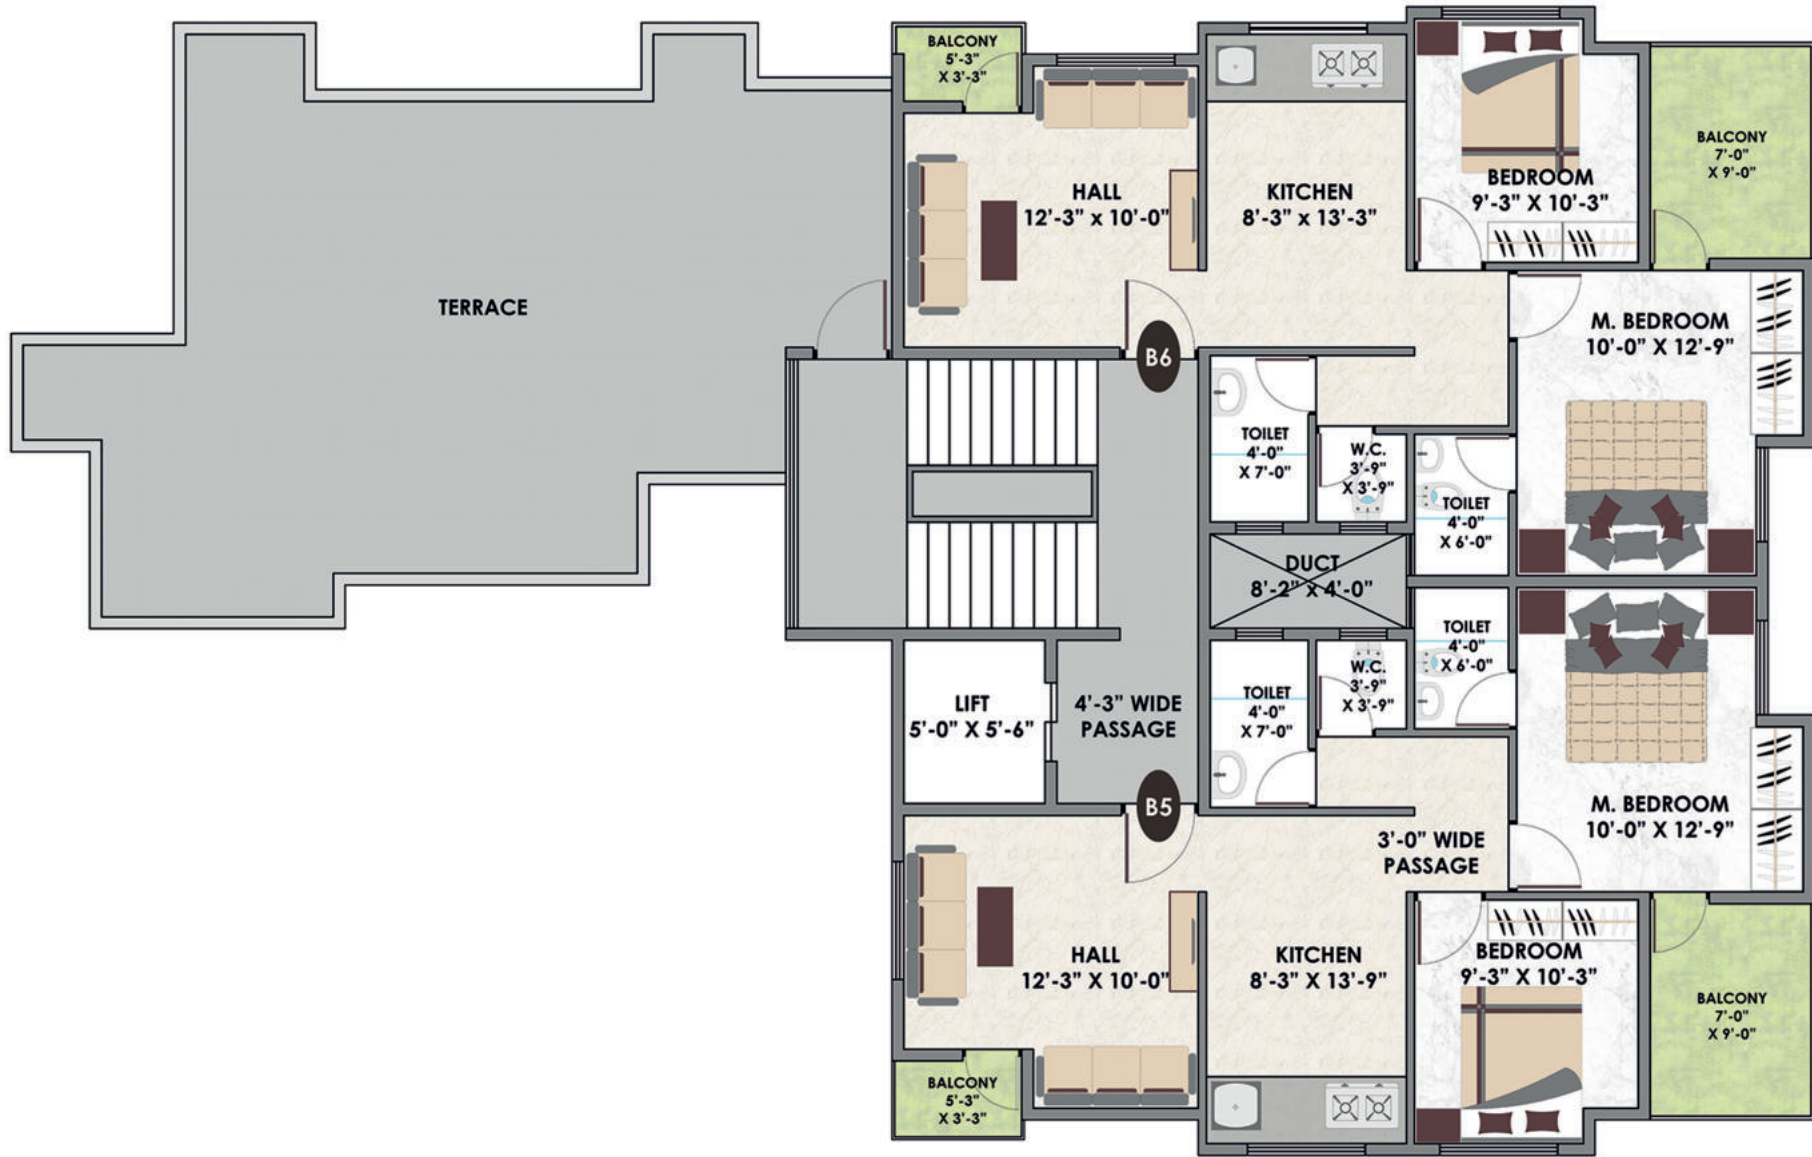 BALCONY
5'-3"
X 3'-3"
HALL
12'-3" x 10'-0"
KITCHEN
8'-3" x 13'-3"
BEDROOM
9'-3" X 10'-3"
BALCONY
7'-0"
X 9'-0"
TERRACE
B6
M. BEDROOM
10'-0" X 12'-9"
TOILET
4'-0"
X 7'-0"
W.C.
3'-9"
X 3'-9"
TOILET
4'-0"
X 6'-0"
DUCT
8'-2" x 4'-0"
LIFT
5'-0" X 5'-6"
4'-3" WIDE
PASSAGE
TOILET
4'-0"
X 7'-0"
W.C.
3'-9"
X 3'-9"
TOILET
4'-0"
X 6'-0"
B5
M. BEDROOM
10'-0" X 12'-9"
3'-0" WIDE
PASSAGE
HALL
12'-3" X 10'-0"
KITCHEN
8'-3" X 13'-9"
BEDROOM
9'-3" X 10'-3"
BALCONY
7'-0"
X 9'-0"
BALCONY
5'-3"
X 3'-3"